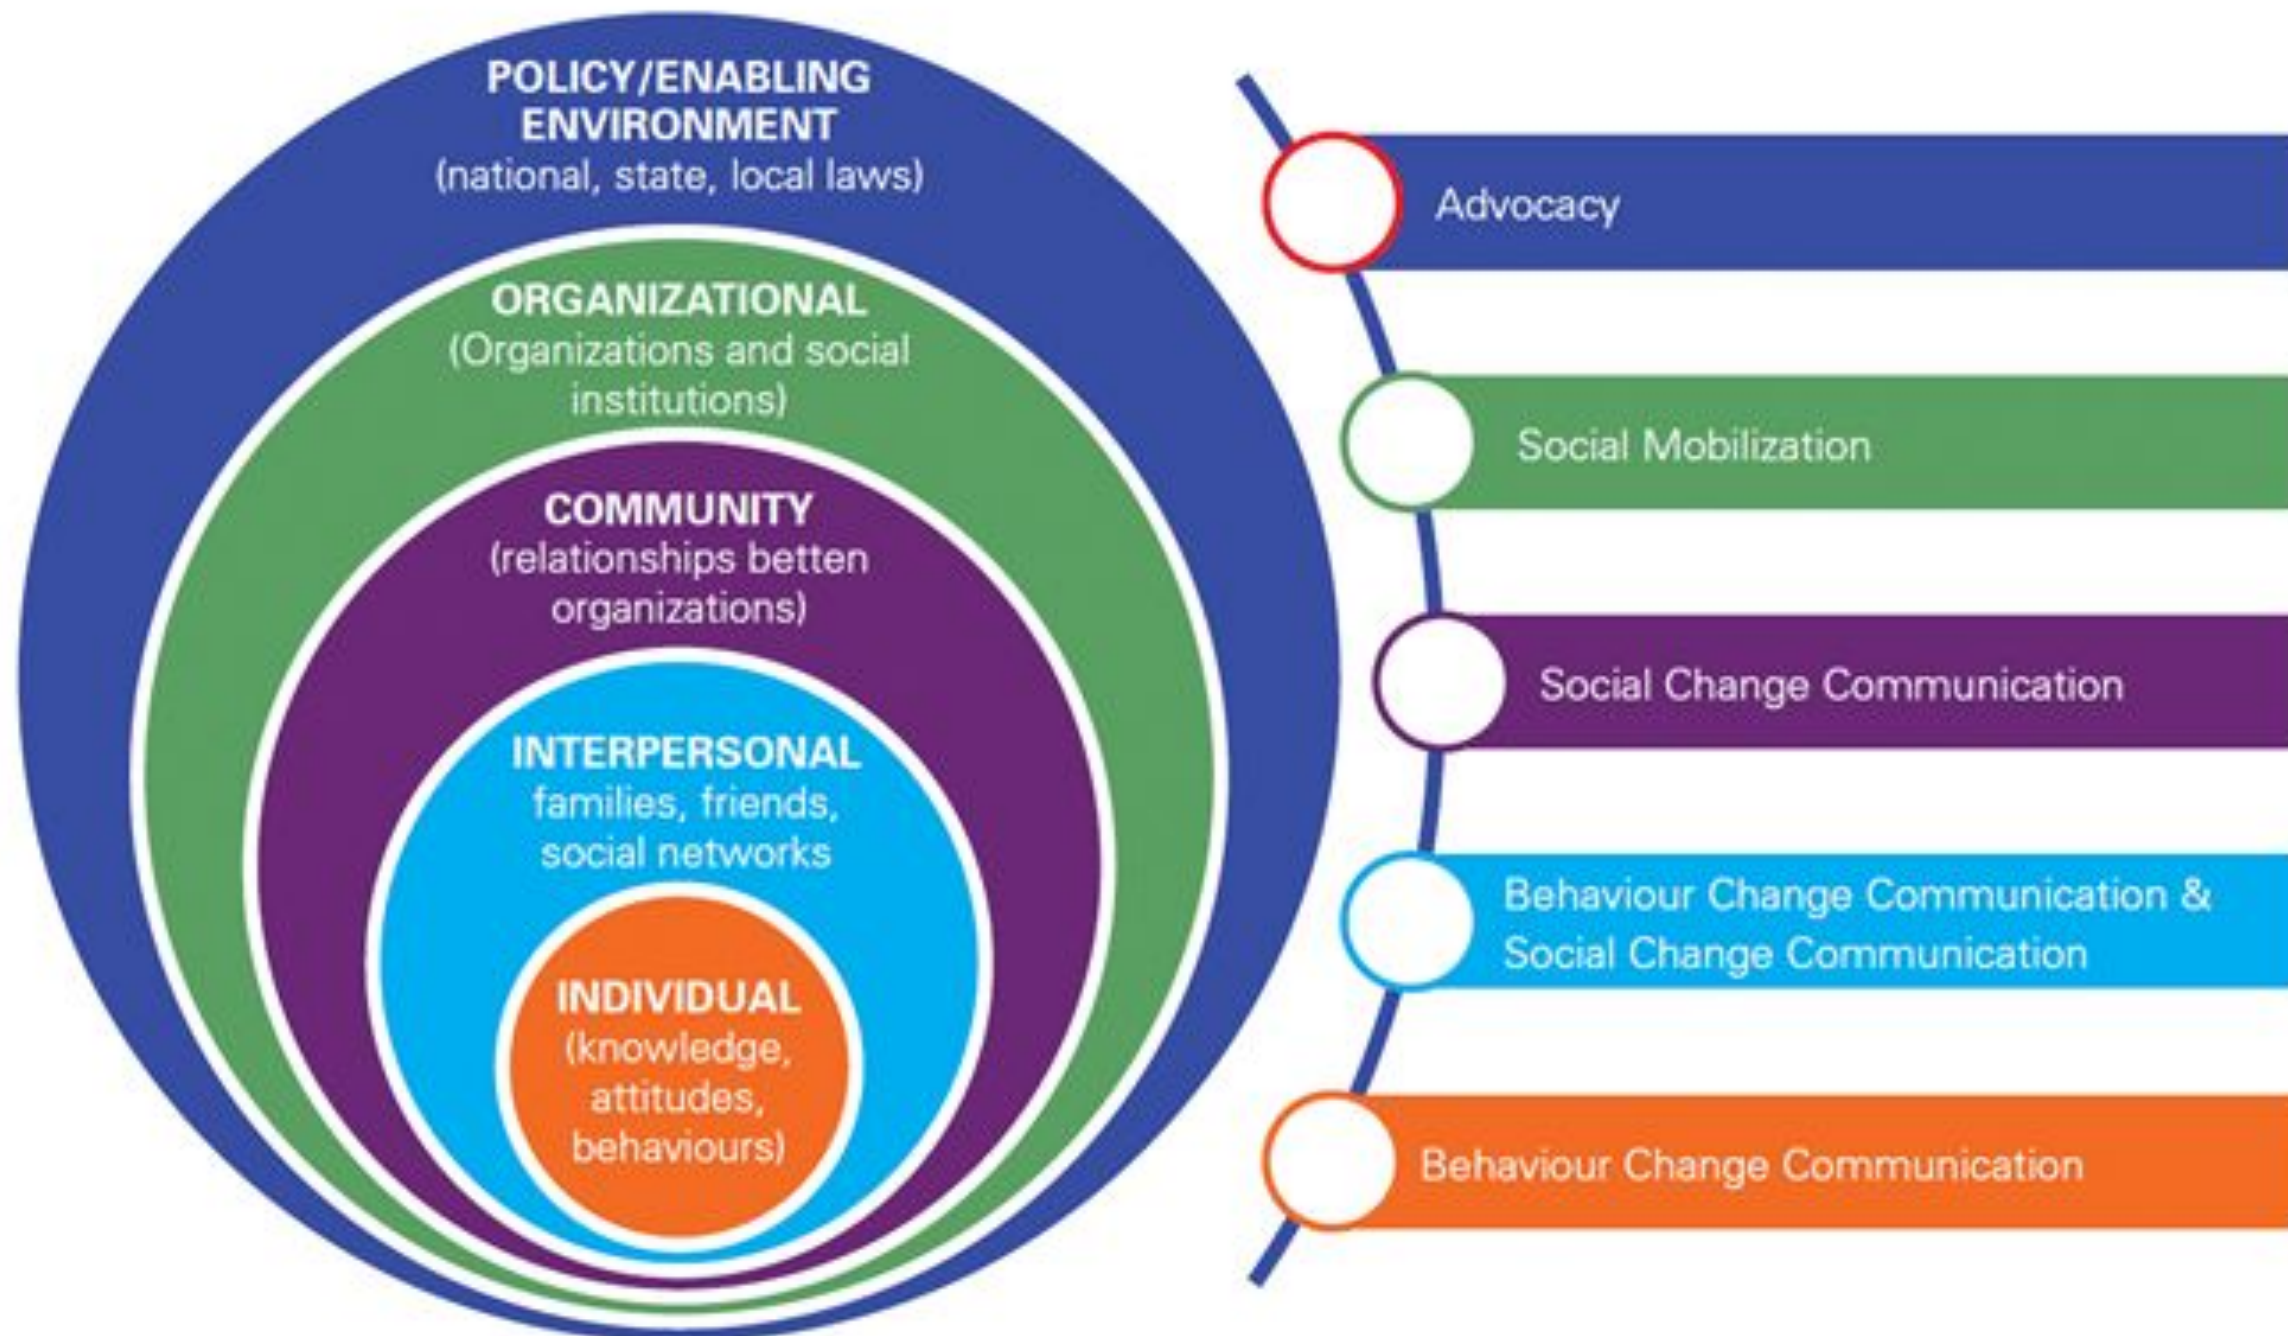 POLICY/ENABLING
ENVIRONMENT
(national, state, local laws)
ORGANIZATIONAL
(Organizations and social
institutions)
COMMUNITY
(relationships betten
organizations)
INTERPERSONAL
families, friends,
social networks
INDIVIDUAL
(knowledge,
attitudes,
behaviours)
Advocacy
Social Mobilization
Social Change Communication
Behaviour Change Communication &
Social Change Communication
Behaviour Change Communication